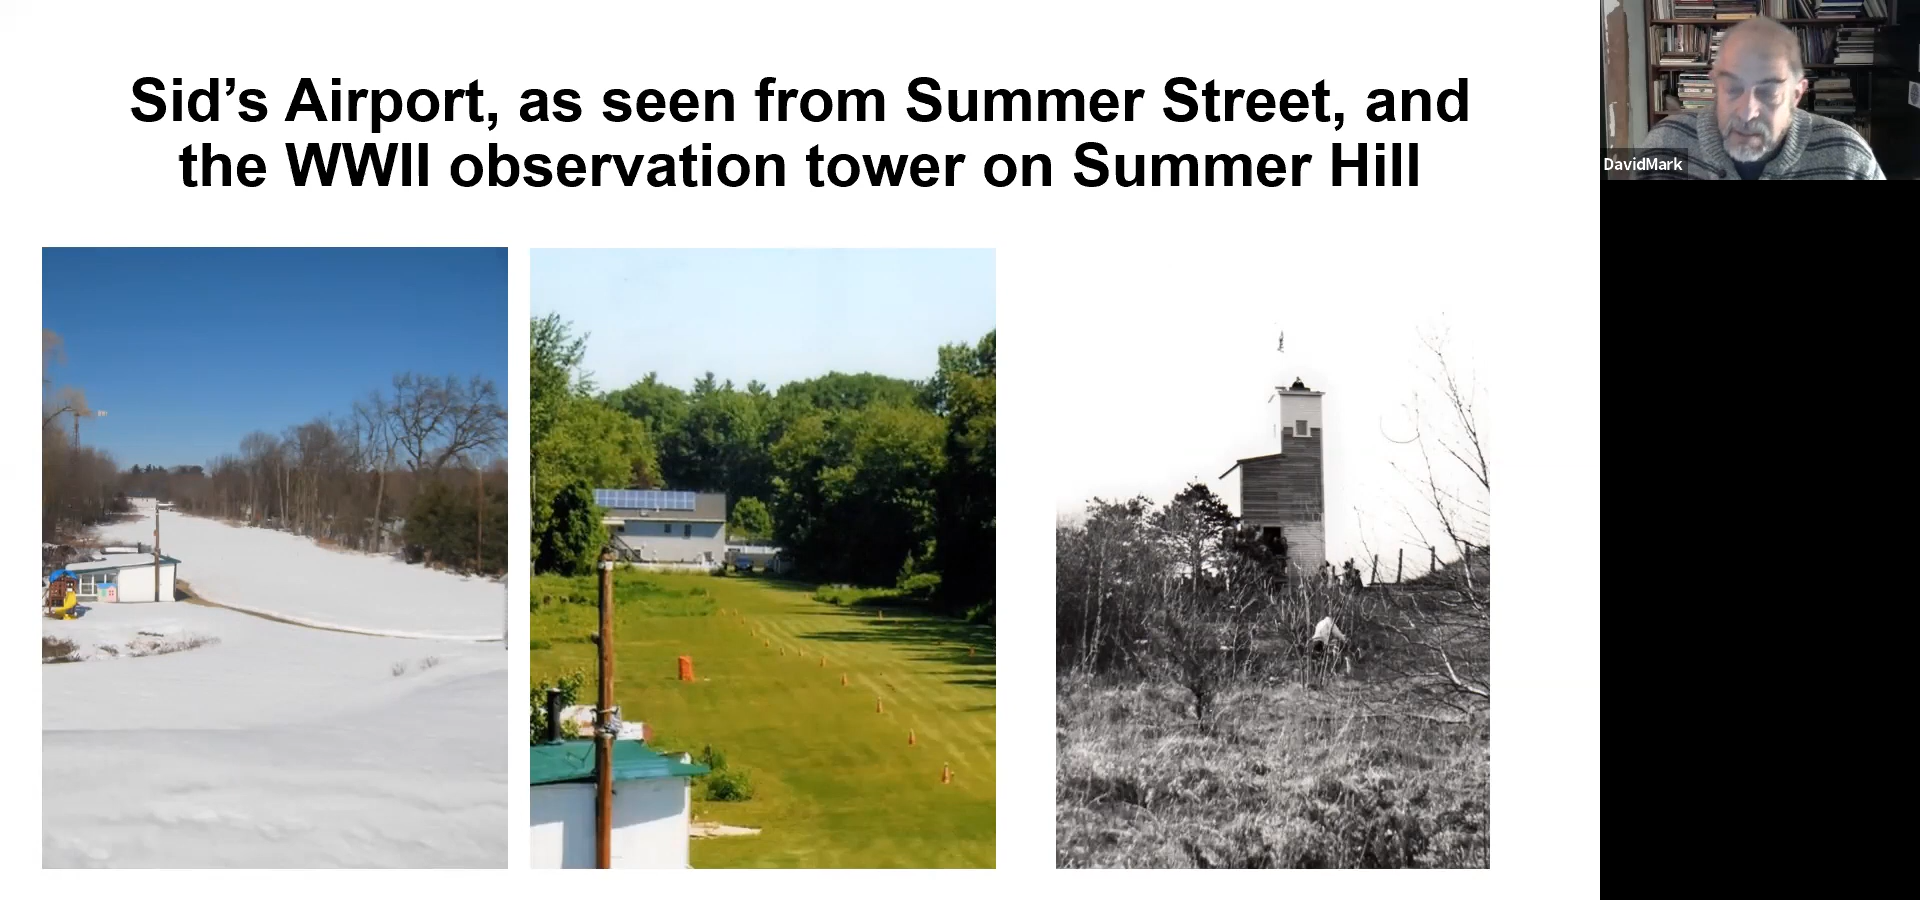 Sid’s Airport, as seen from Summer Street, and
the WWII observation tower on Summer Hill
DavidMark